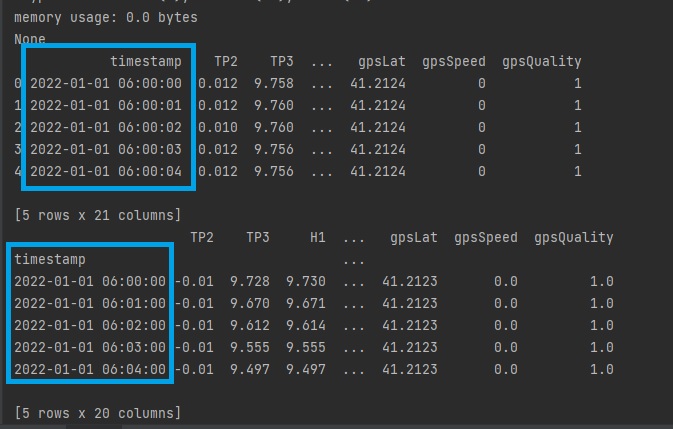 memory usage: 0.0 bytes
None
timestamp TP2 TP3 ... gpsLat gpsSpeed gpsQuality
0 2022-01-01 06:00:00 0.012 9.758 ... 41.2124 0 1
1 2022-01-01 06:00:01 0.012 9.760 ... 41.2124 0 1
2 2022-01-01 06:00:02 0.010 9.760 ... 41.2124 0 1
3 2022-01-01 06:00:03 0.012 9.756 ... 41.2124 0 1
4 2022-01-01 06:00:04 0.012 9.756 ... 41.2124 0 1
[5 rows x 21 columns]
TP2 TP3 H1 ... gpsLat gpsSpeed gpsQuality
timestamp ...
2022-01-01 06:00:00 -0.01 9.728 9.730 ... 41.2123 0.0 1.0
2022-01-01 06:01:00 -0.01 9.670 9.671 ... 41.2123 0.0 1.0
2022-01-01 06:02:00 -0.01 9.612 9.614 ... 41.2123 0.0 1.0
2022-01-01 06:03:00 -0.01 9.555 9.555 ... 41.2123 0.0 1.0
2022-01-01 06:04:00 -0.01 9.497 9.497 ... 41.2123 0.0 1.0
[5 rows x 20 columns]